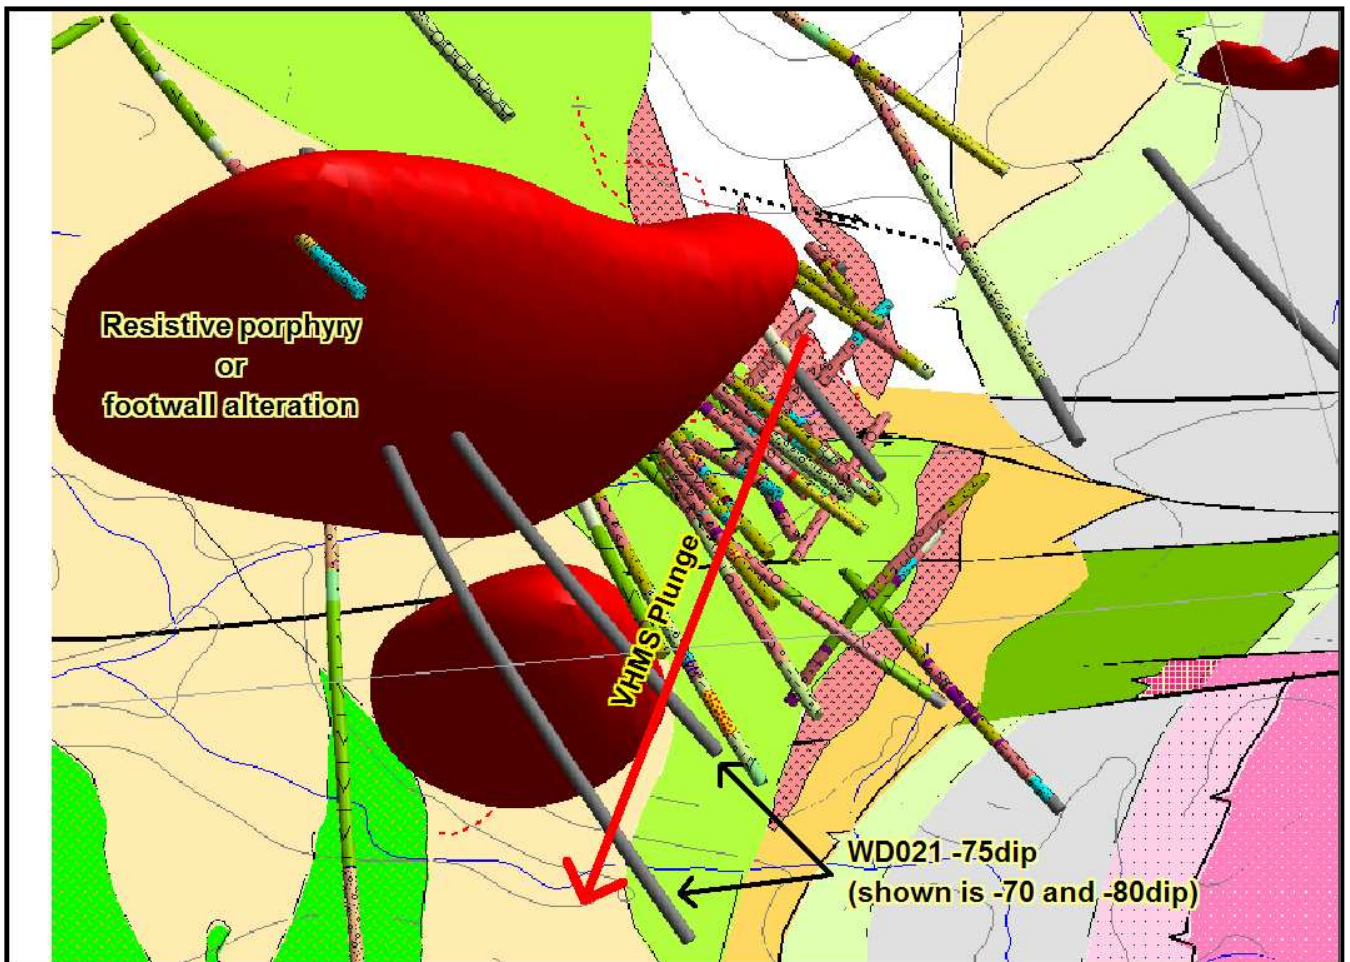 Resistive porphyry
or
footwall alteration
VHMS Plunge
WD021 -75dip
(shown is -70 and -80dip)